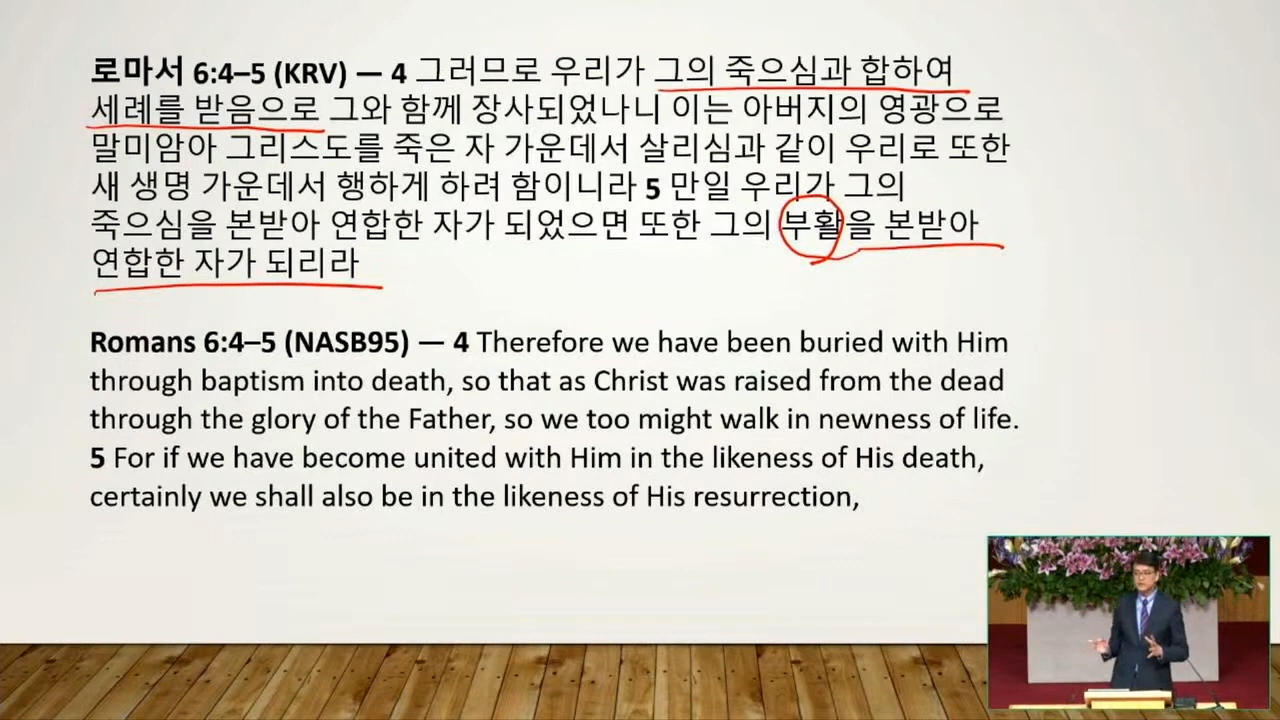 로마서 6:4–5 (KRV) — 4 그러므로 우리가 그의 죽으심과 합하여
세례를 받음으로 그와 함께 장사되었나니 이는 아버지의 영광으로
말미암아 그리스도를 죽은 자 가운데서 살리심과 같이 우리로 또한
새 생명 가운데서 행하게 하려 함이니라 5 만일 우리가 그의
죽으심을 본받아 연합한 자가 되었으면 또한 그의 부활을 본받아
연합한 자가 되리라
Romans 6:4–5 (NASB95) — 4 Therefore we have been buried with Him
through baptism into death, so that as Christ was raised from the dead
through the glory of the Father, so we too might walk in newness of life.
5 For if we have become united with Him in the likeness of His death,
certainly we shall also be in the likeness of His resurrection,